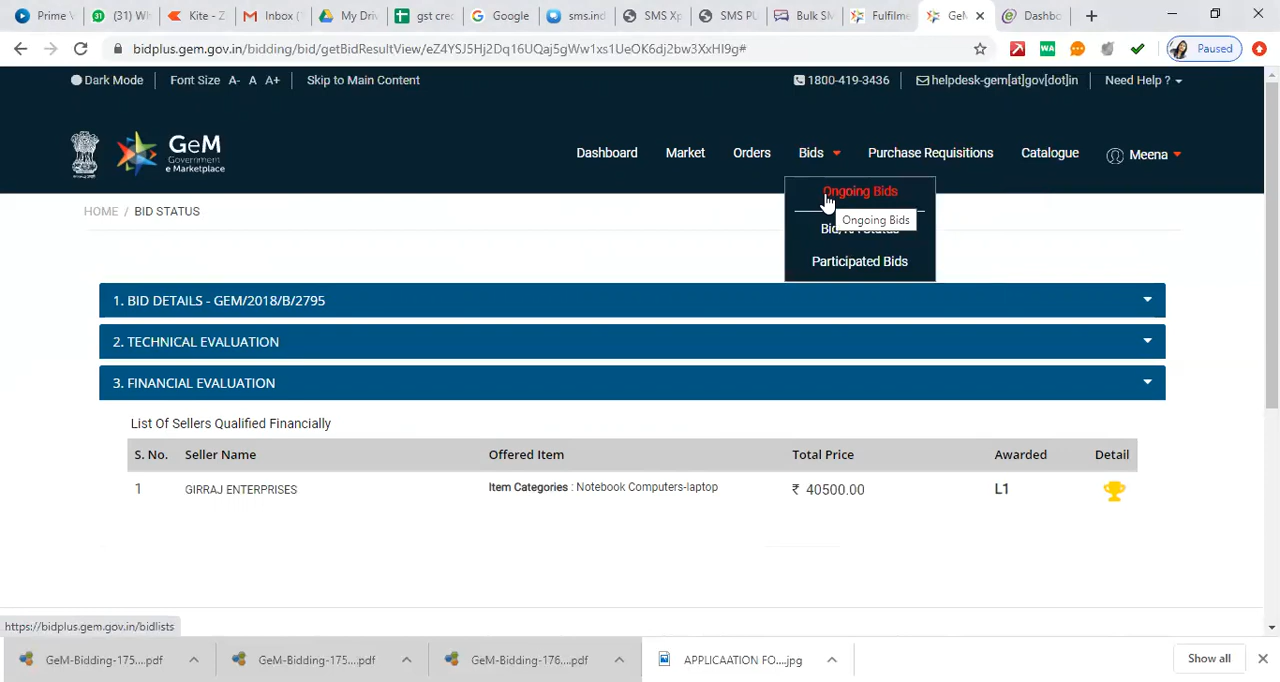 Prime V
(31) Wh
Kite - Z
Inbox (
My Driv
gst cred
Google
sms.ind
SMS Xp
SMS PU
Bulk SM
Fulfilme
GeM
Dashbo
bidplus.gem.gov.in/bidding/bid/getBidResultView/eZ4YSJ5Hj2Dq16UQaj5gWw1xs1UeOK6dj2bw3XxHI9g#
WA
Paused
Dark Mode
Font Size A- A A+
Skip to Main Content
1800-419-3436
helpdesk-gem[at]gov[dot]in
Need Help ?
GeM
Government
e Marketplace
Dashboard
Market
Orders
Bids
Purchase Requisitions
Catalogue
Meena
Ongoing Bids
Ongoing Bids
Status
Participated Bids
HOME / BID STATUS
1. BID DETAILS - GEM/2018/B/2795
2. TECHNICAL EVALUATION
3. FINANCIAL EVALUATION
List Of Sellers Qualified Financially
S. No. Seller Name Offered Item Total Price Awarded Detail
1 GIRRAJ ENTERPRISES Item Categories : Notebook Computers-laptop ₹ 40500.00 L1
https://bidplus.gem.gov.in/bidlists
GeM-Bidding-175....pdf
GeM-Bidding-175....pdf
GeM-Bidding-176....pdf
APPLICAATION FO....jpg
Show all